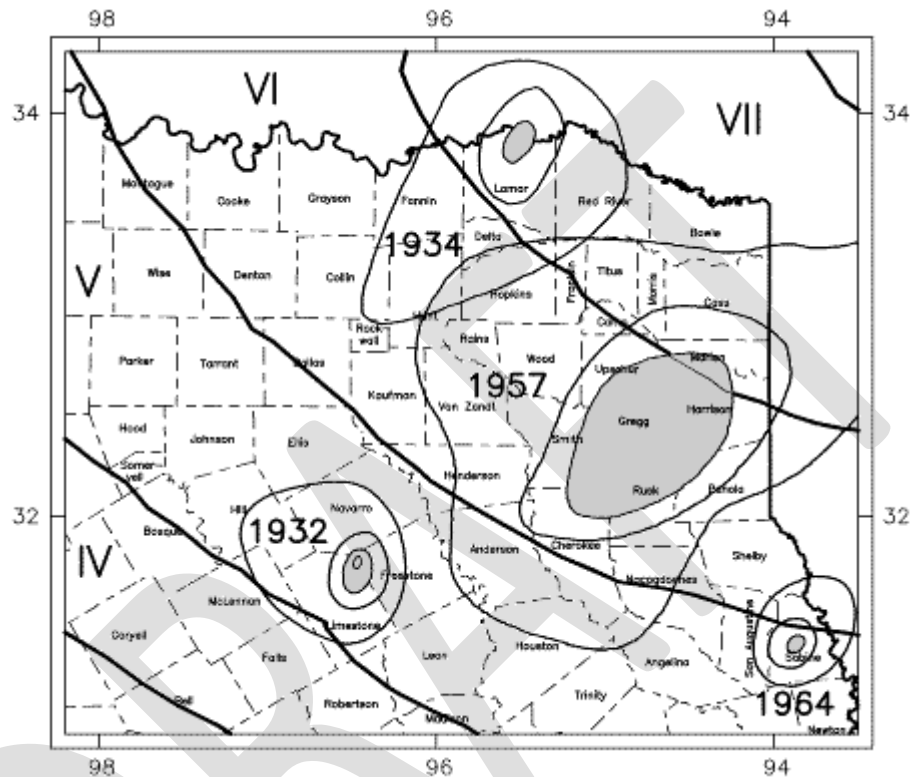 98 96 94
VI
34 34
VII
Montague Cooke Grayson Fannin Lamar Red River
Bowie
1934 Delta
V
Wise Denton Collin Hopkins Franklin Titus Morris Cass
Hunt Camp
Rock
wall
Rains
Parker Tarrant Dallas Wood Upshur Marion
Kaufman 1957
Van Zandt
Hood Johnson Ellis Smith Gregg Harrison
Somer
vell
Henderson
Rusk Panola
32 32
Hill Navarro
1932
Bosque Anderson Cherokee Shelby
IV
Freestone Nacogdoches
McLennan
Coryell Limestone San Augustine Sabine
Falls Leon Houston Angelina
Bell Robertson Trinity 1964
Madison Newton
98 96 94
DRAFT